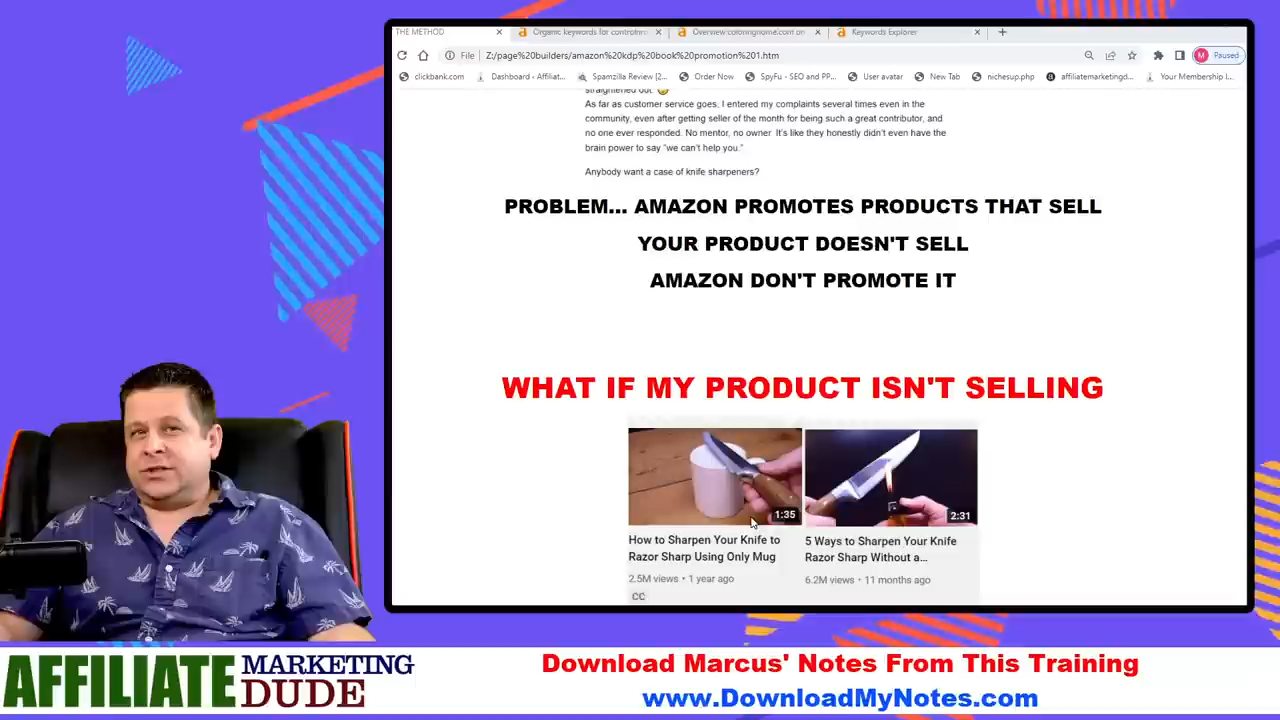 THE METHOD
Organic keywords for
Overview
Keywords Explorer
File
Z:/page%20builders/amazon%20kdp%20book%20promotion%201.htm
M Paused
clickbank.com
Dashboard - Affiliat...
Spamzilla Review [2...
Order Now
SpyFu - SEO and PP...
User avatar
New Tab
nichesup.php
affiliatemarketingd...
Your Membership I...
straightened out.
As far as customer service goes, I entered my complaints several times even in the
community, even after getting seller of the month for being such a great contributor, and
no one ever responded. No mentor, no owner. It's like they honestly didn't even have the
brain power to say "we can't help you."
Anybody want a case of knife sharpeners?
PROBLEM... AMAZON PROMOTES PRODUCTS THAT SELL
YOUR PRODUCT DOESN'T SELL
AMAZON DON'T PROMOTE IT
WHAT IF MY PRODUCT ISN'T SELLING
1:35
2:31
How to Sharpen Your Knife to
Razor Sharp Using Only Mug
2.5M views • 1 year ago
CC
5 Ways to Sharpen Your Knife
Razor Sharp Without a...
6.2M views • 11 months ago
AFFILIATE MARKETING DUDE
Download Marcus' Notes From This Training
www.DownloadMyNotes.com